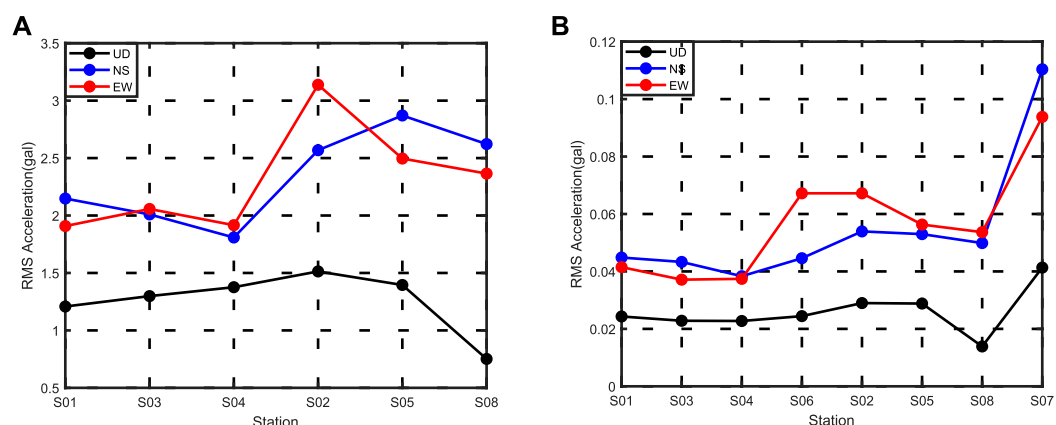 A
3.5
3
2.5
2
1.5
1
0.5
RMS Acceleration(gal)
UD
NS
EW
S01 S03 S04 S02 S05 S08
Station
B
0.12
0.1
0.08
0.06
0.04
0.02
0
RMS Acceleration(gal)
UD
NS
EW
S01 S03 S04 S06 S02 S05 S08 S07
Station